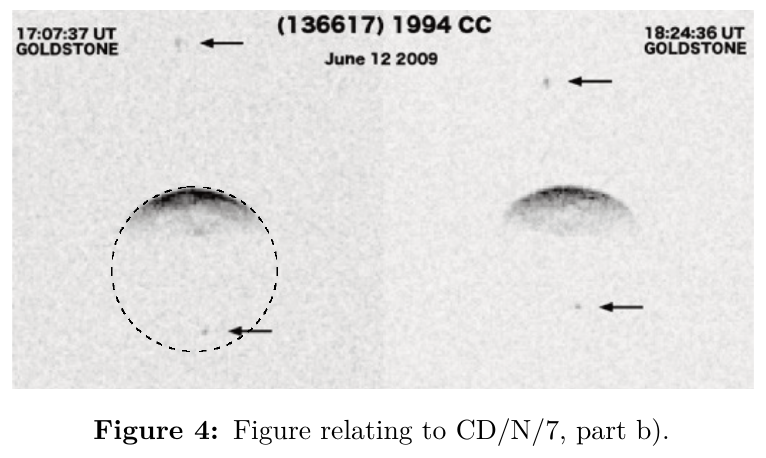 (136617) 1994 CC
June 12 2009
17:07:37 UT
GOLDSTONE
18:24:36 UT
GOLDSTONE
Figure 4: Figure relating to CD/N/7, part b).